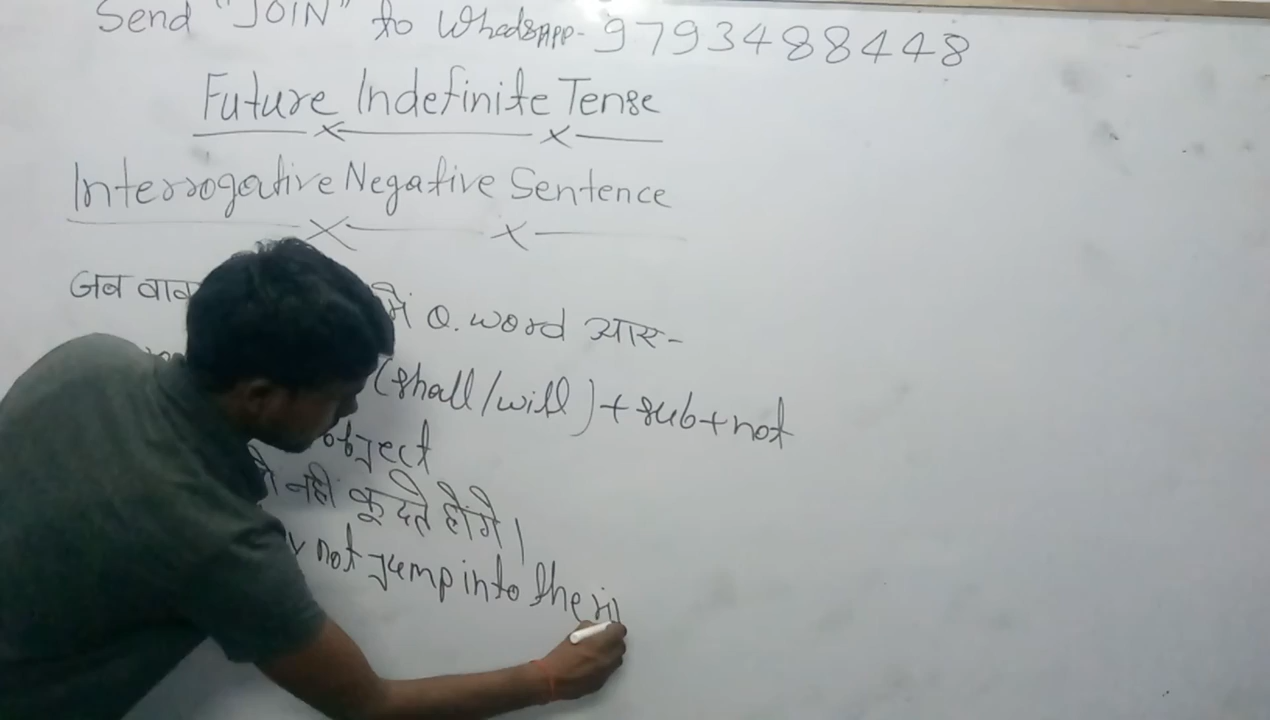 Send "JOIN" to WhatsApp- 9793488448
Future Indefinite Tense
Interrogative Negative Sentence
जब में Q. word आए-
(shall/will) + sub + not
object
नही कूदते होगें।
not jump into the